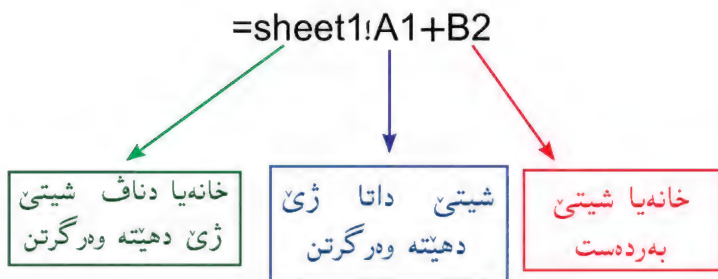 =sheet1!A1+B2
خانەیا شیتێ
بەردەست
شیتێ داتا ژێ
دهێتە وەرگرتن
خانەیا دناڤ شیتێ
ژێ دهێتە وەرگرتن